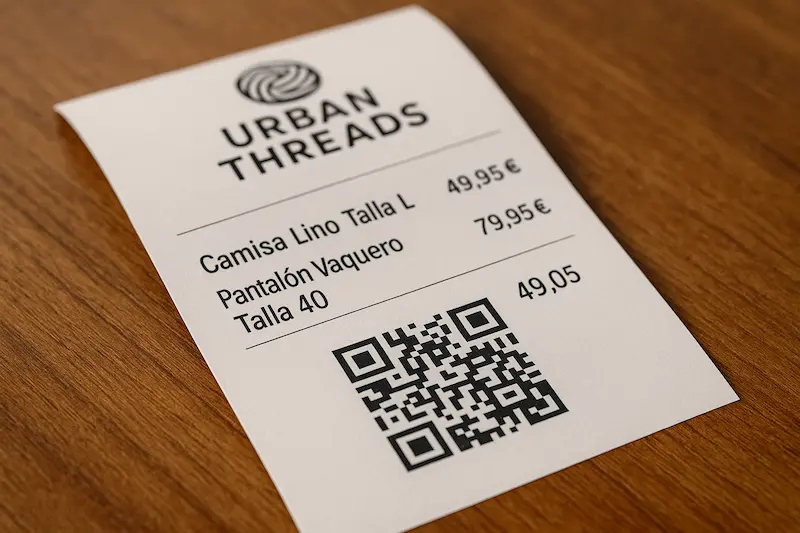 URBAN
THREADS
Camisa Lino Talla L 49,95 €
Pantalón Vaquero 79,95 €
Talla 40
49,05